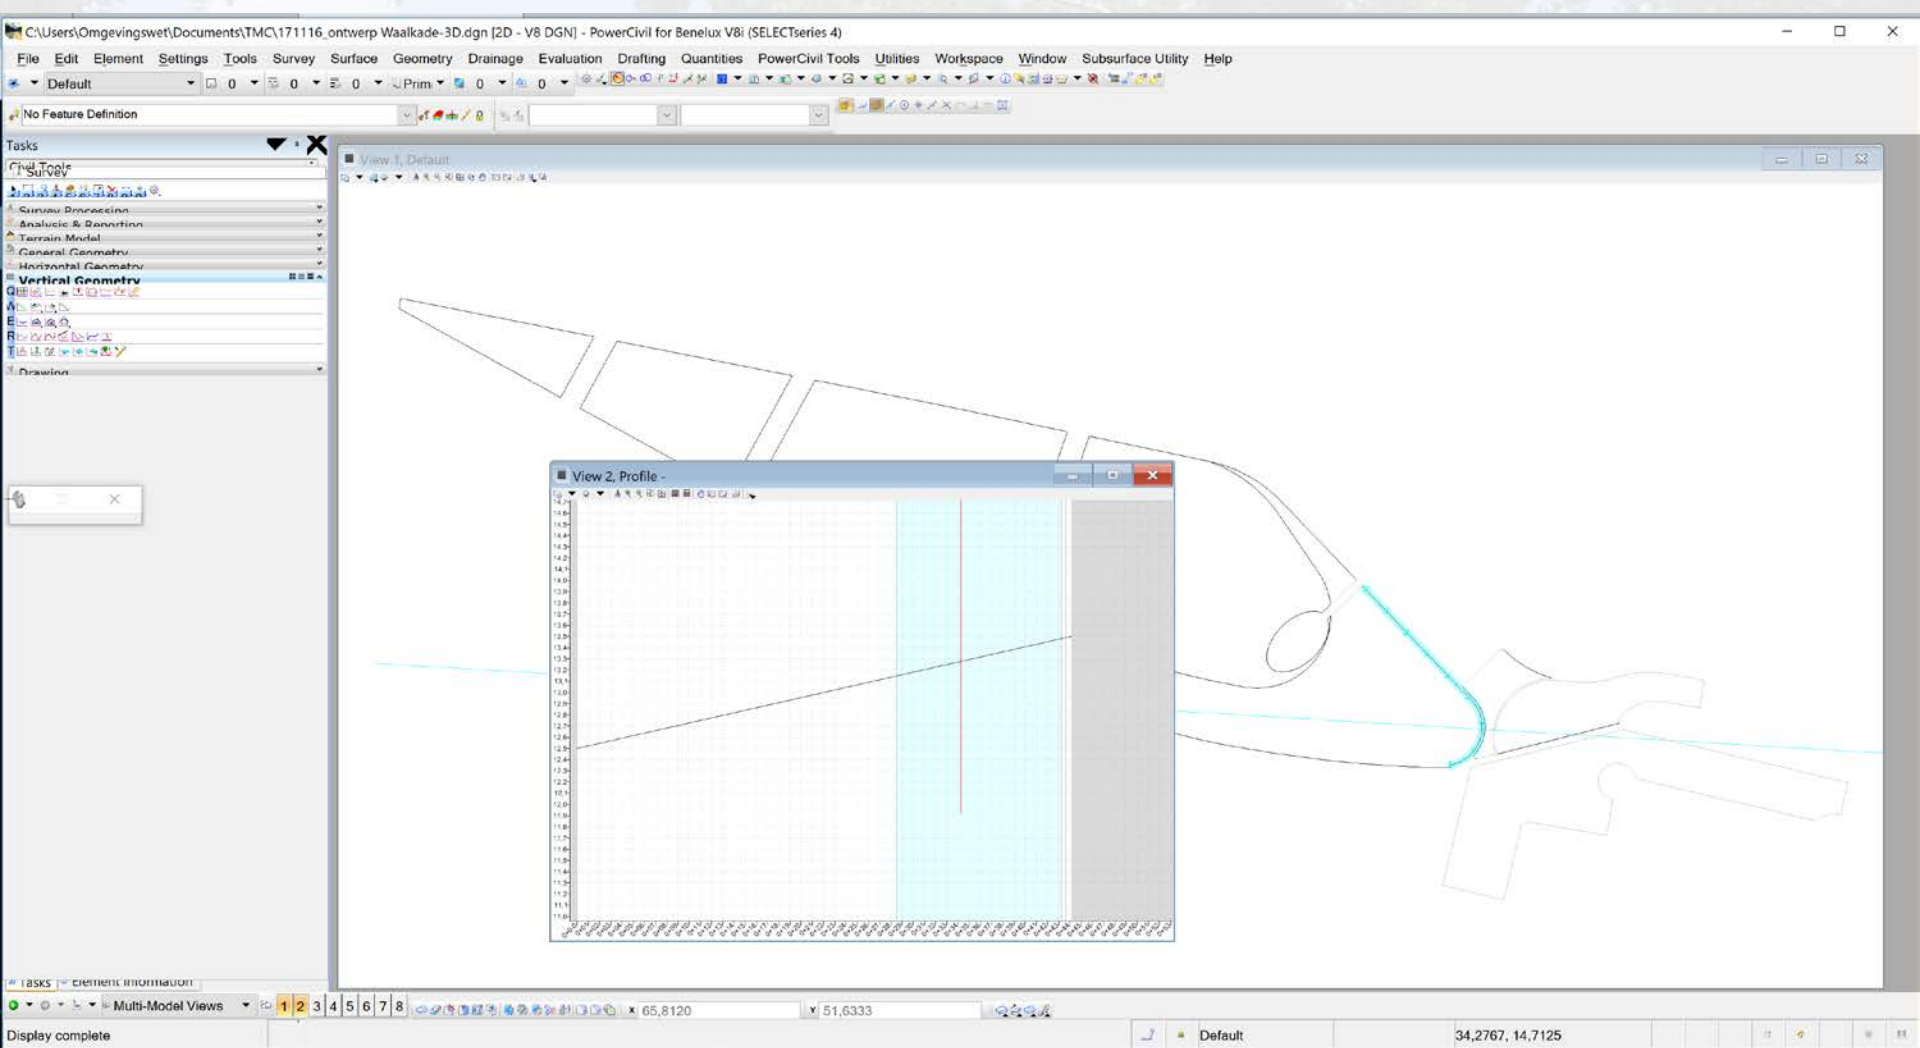 C:\Users\Omgevingswet\Documents\TMC\171116_ontwerp Waalkade-3D.dgn [2D - V8 DGN] - PowerCivil for Benelux V8i (SELECTseries 4)
File Edit Element Settings Tools Survey Surface Geometry Drainage Evaluation Drafting Quantities PowerCivil Tools Utilities Workspace Window Subsurface Utility Help
Default 0 0 0 Prim 0 0
No Feature Definition
Tasks
Civil Tools
Survey
Survey Processing
Analysis & Reporting
Terrain Model
General Geometry
Horizontal Geometry
Vertical Geometry
Q
A
E
R
T
Drawing
View 1, Default
View 2, Profile -
Tasks Element Information
Multi-Model Views 1 2 3 4 5 6 7 8 X 65,8120 Y 51,6333
Display complete Default 34,2767, 14,7125